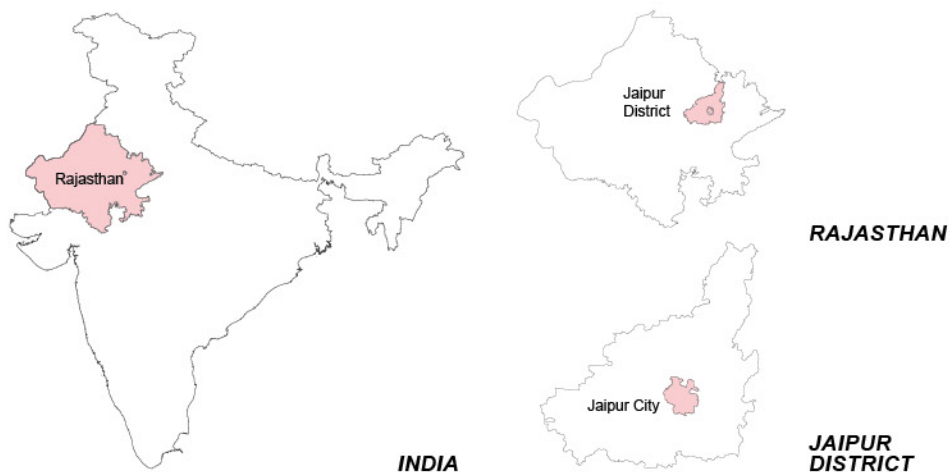 Rajasthan
INDIA
Jaipur
District
RAJASTHAN
Jaipur City
JAIPUR
DISTRICT